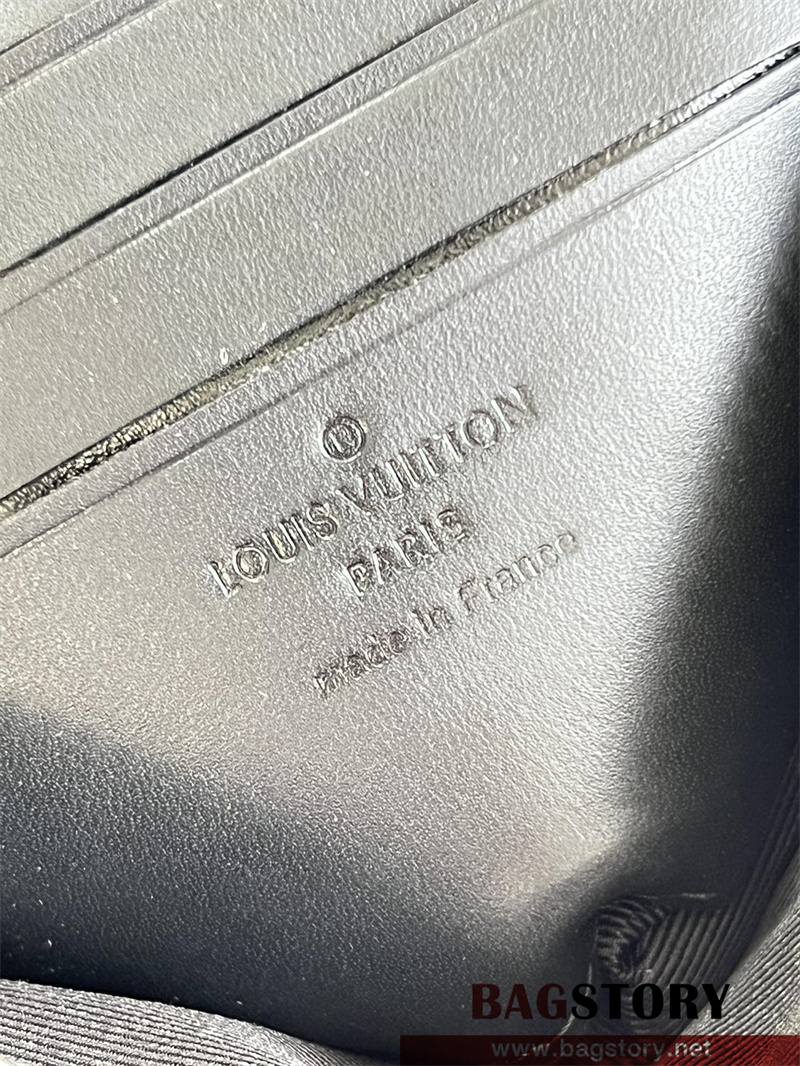 LOUIS VUITTON
PARIS
made in France
BAGSTORY
www.bagstory.net